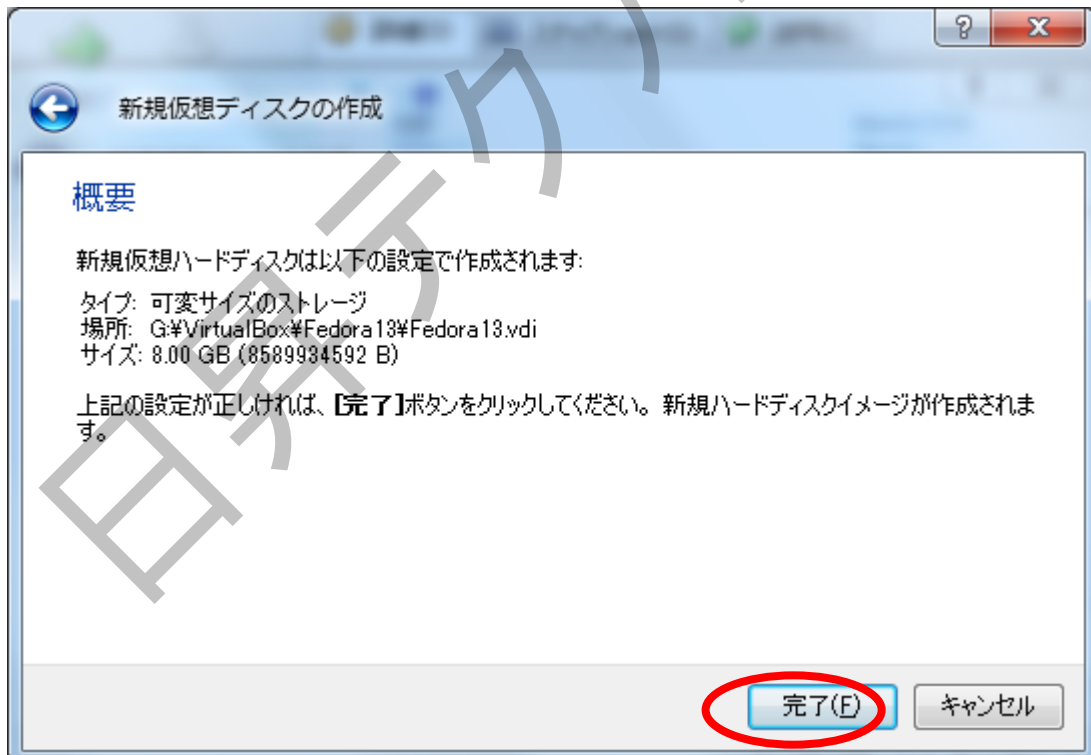 ?
x
新規仮想ディスクの作成
概要
新規仮想ハードディスクは以下の設定で作成されます:
タイプ: 可変サイズのストレージ
場所: G:¥VirtualBox¥Fedora13¥Fedora13.vdi
サイズ: 8.00 GB (8589934592 B)
上記の設定が正しければ、[完了]ボタンをクリックしてください。新規ハードディスクイメージが作成されま
す。
完了(F)
キャンセル
日昇テク